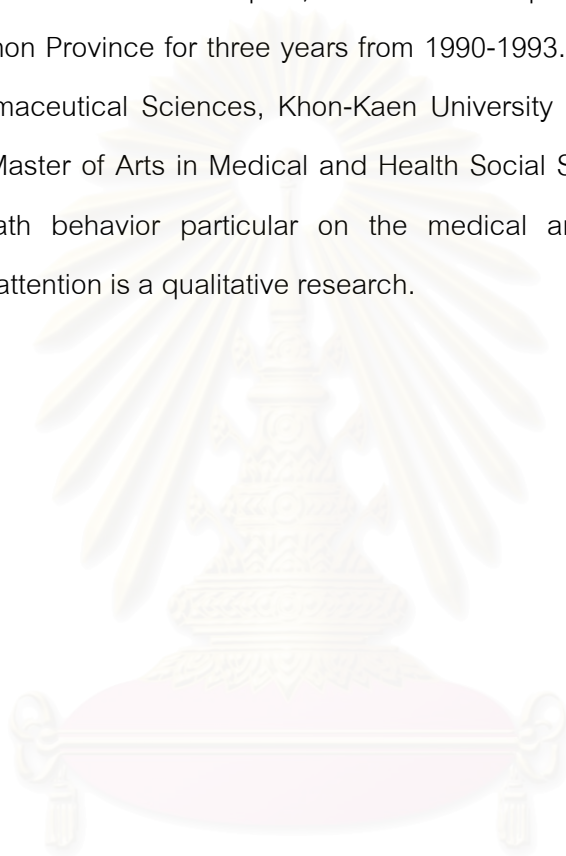 hon Province for three years from 1990-1993.
maceutical Sciences, Khon-Kaen University
Master of Arts in Medical and Health Social S
ath behavior particular on the medical an
attention is a qualitative research.